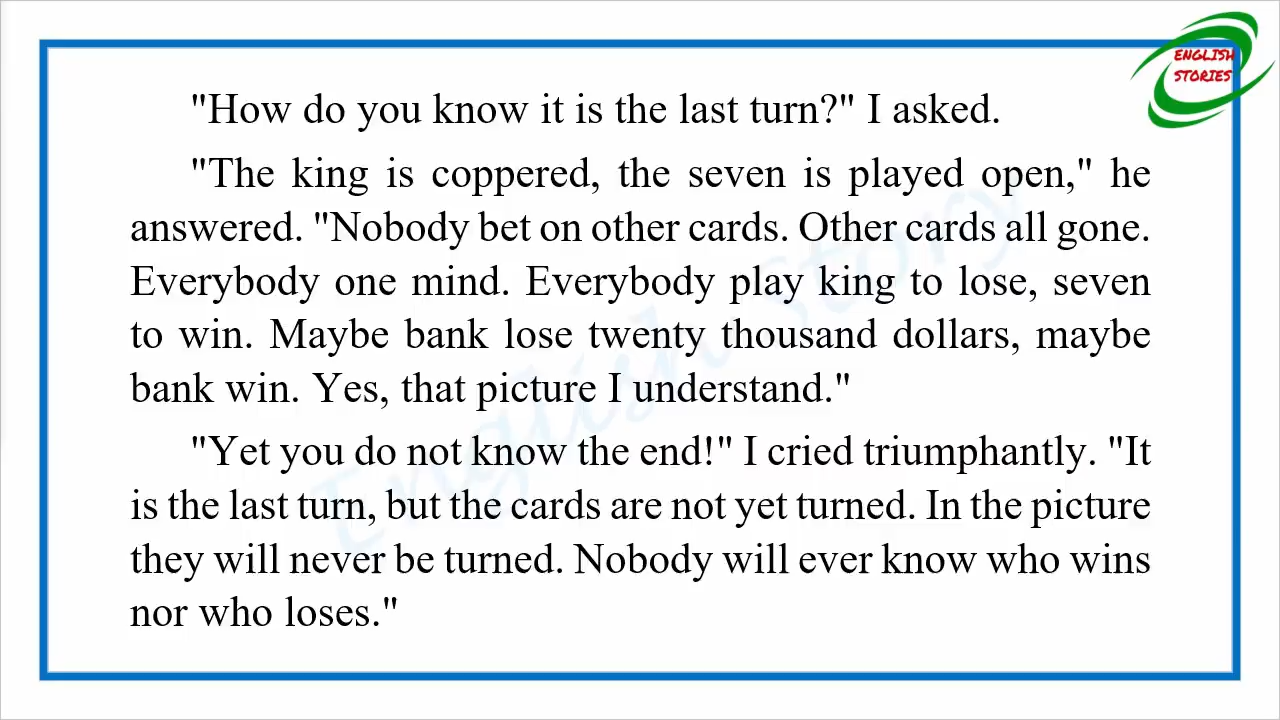 ENGLISH
STORIES
"How do you know it is the last turn?" I asked.
"The king is coppered, the seven is played open," he
answered. "Nobody bet on other cards. Other cards all gone.
Everybody one mind. Everybody play king to lose, seven
to win. Maybe bank lose twenty thousand dollars, maybe
bank win. Yes, that picture I understand."
"Yet you do not know the end!" I cried triumphantly. "It
is the last turn, but the cards are not yet turned. In the picture
they will never be turned. Nobody will ever know who wins
nor who loses."
English Story